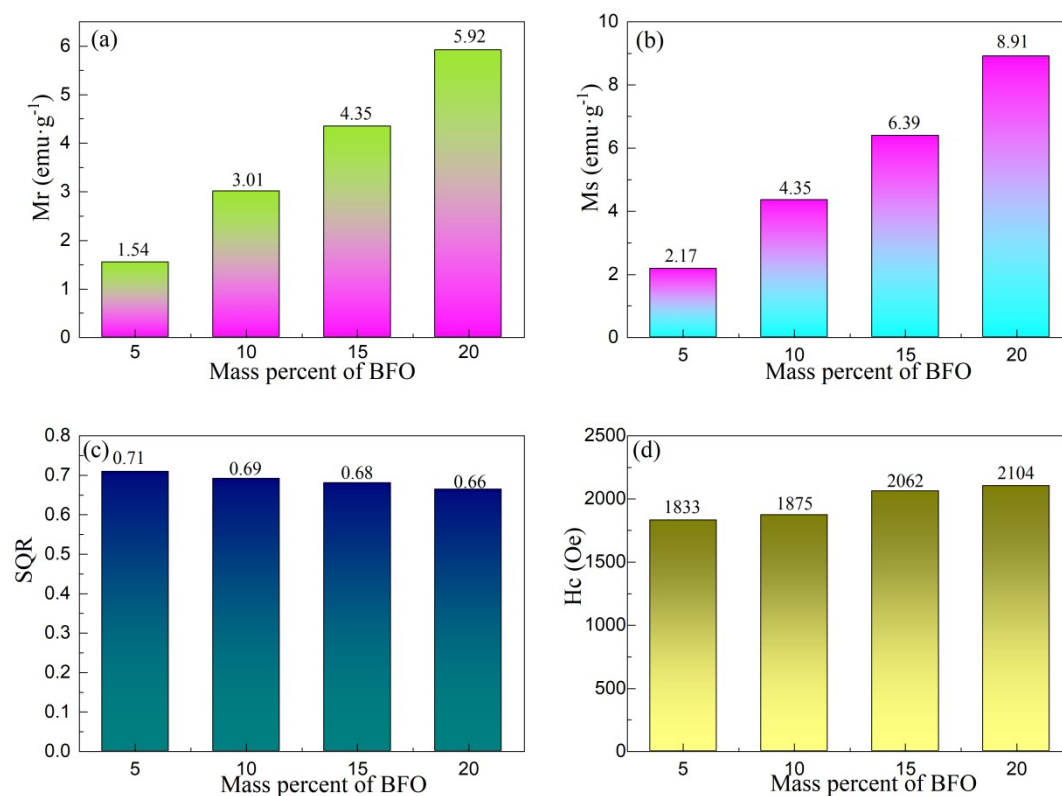 (a)
Mr (emu·g⁻¹)
6
5
4
3
2
1
0
1.54
3.01
4.35
5.92
5 10 15 20
Mass percent of BFO
(b)
Ms (emu·g⁻¹)
10
8
6
4
2
0
2.17
4.35
6.39
8.91
5 10 15 20
Mass percent of BFO
(c)
SQR
0.8
0.7
0.6
0.5
0.4
0.3
0.2
0.1
0.0
0.71
0.69
0.68
0.66
5 10 15 20
Mass percent of BFO
(d)
Hc (Oe)
2500
2000
1500
1000
500
0
1833
1875
2062
2104
5 10 15 20
Mass percent of BFO